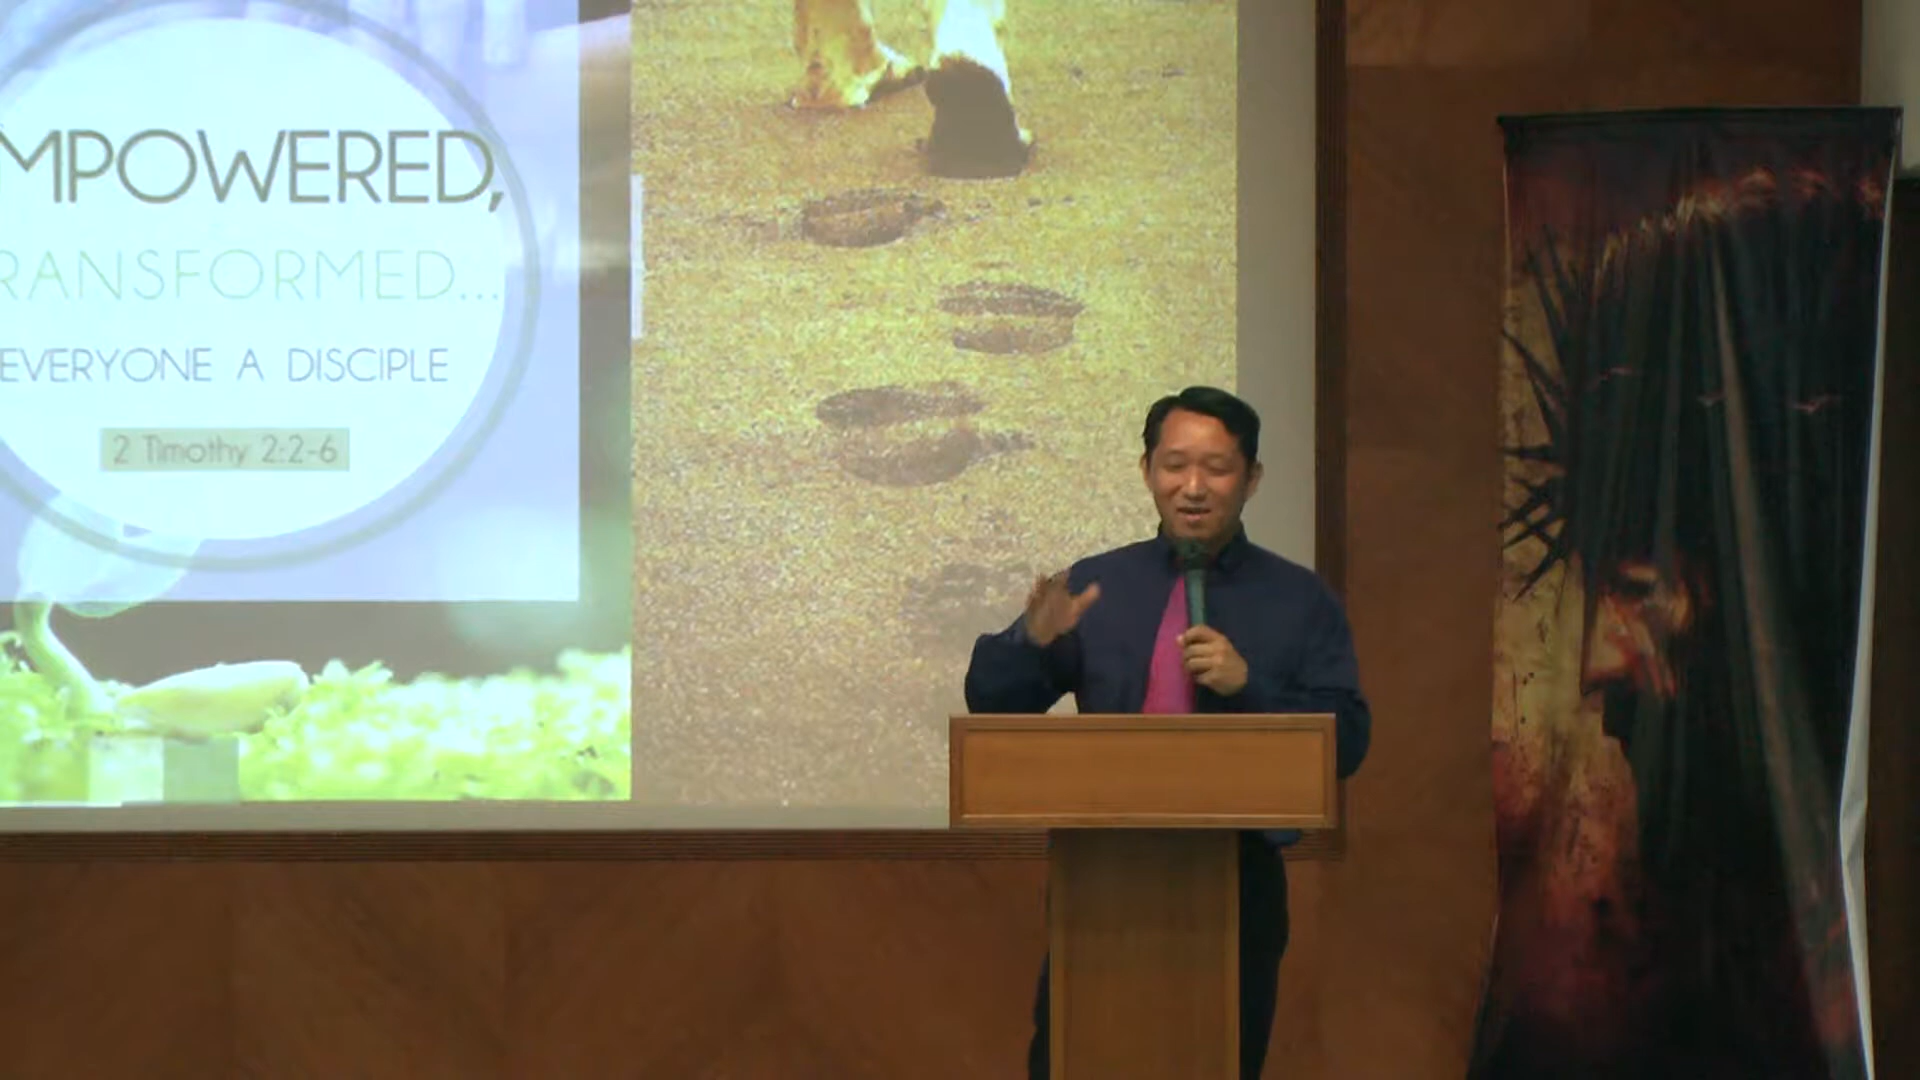 MPOWERED,
RANSFORMED...
EVERYONE A DISCIPLE
2 Timothy 2:2-6